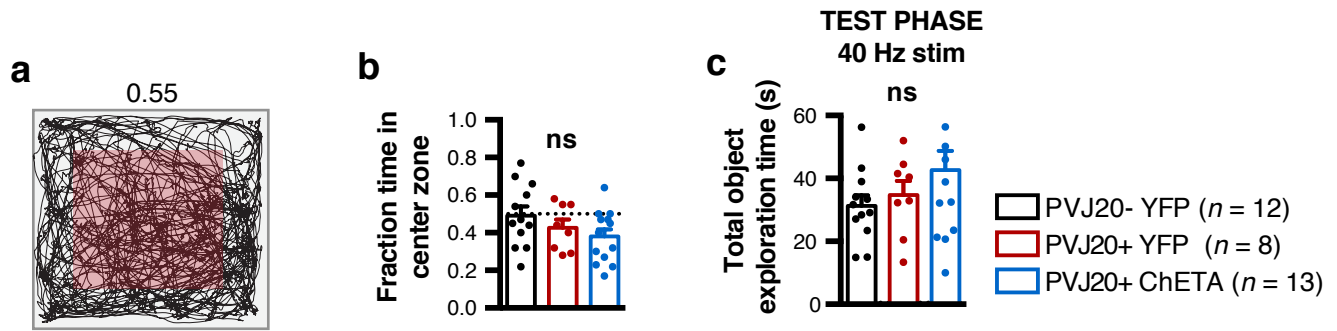 a
0.55
b
Fraction time in
center zone
1.0
0.8
0.6
0.4
0.2
0.0
ns
c
TEST PHASE
40 Hz stim
ns
Total object
exploration time (s)
60
40
20
0
PVJ20- YFP (n = 12)
PVJ20+ YFP (n = 8)
PVJ20+ ChETA (n = 13)